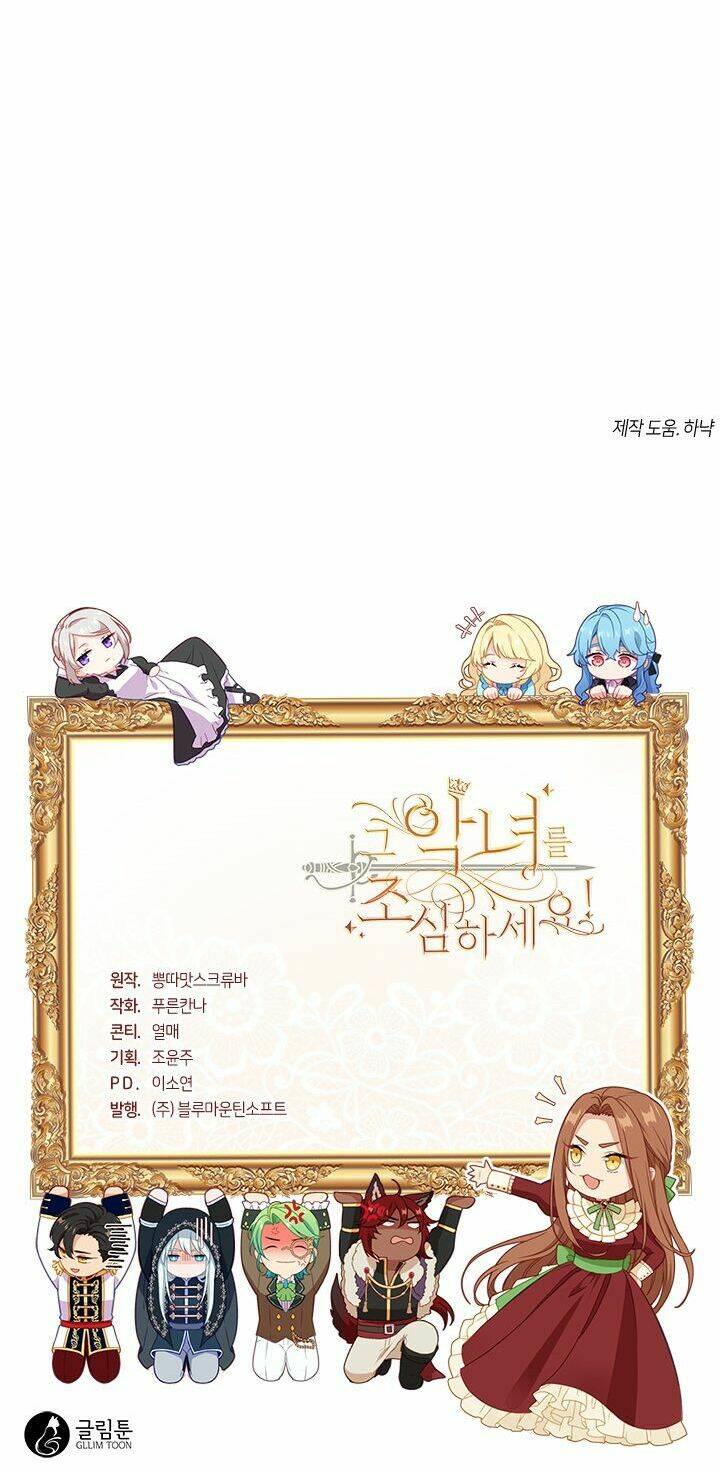 제작 도움. 하냑
그 악녀를
조심하세요!
원작. 뽕따맛스크류바
작화. 푸른칸나
콘티. 열매
기획. 조윤주
PD. 이소연
발행. (주) 블루마운틴소프트
글림툰
GLLIM TOON